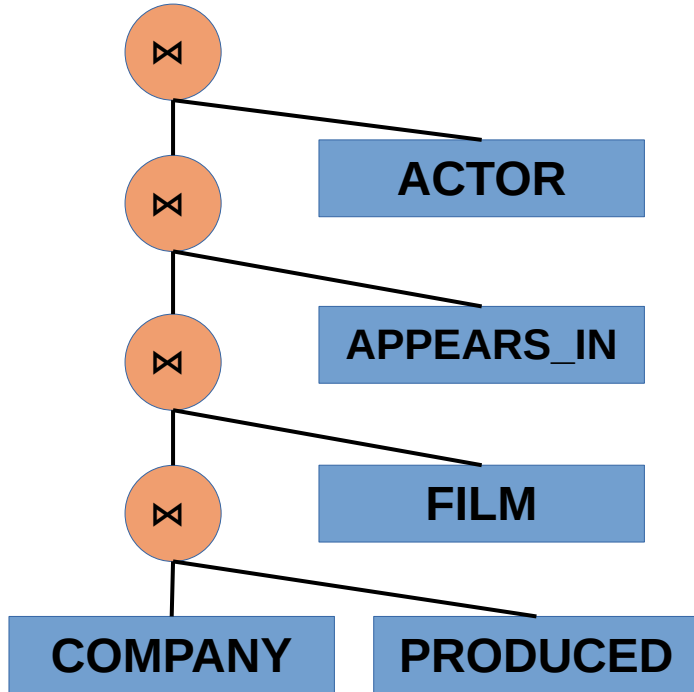 ⋈
ACTOR
⋈
APPEARS_IN
⋈
FILM
⋈
COMPANY
PRODUCED